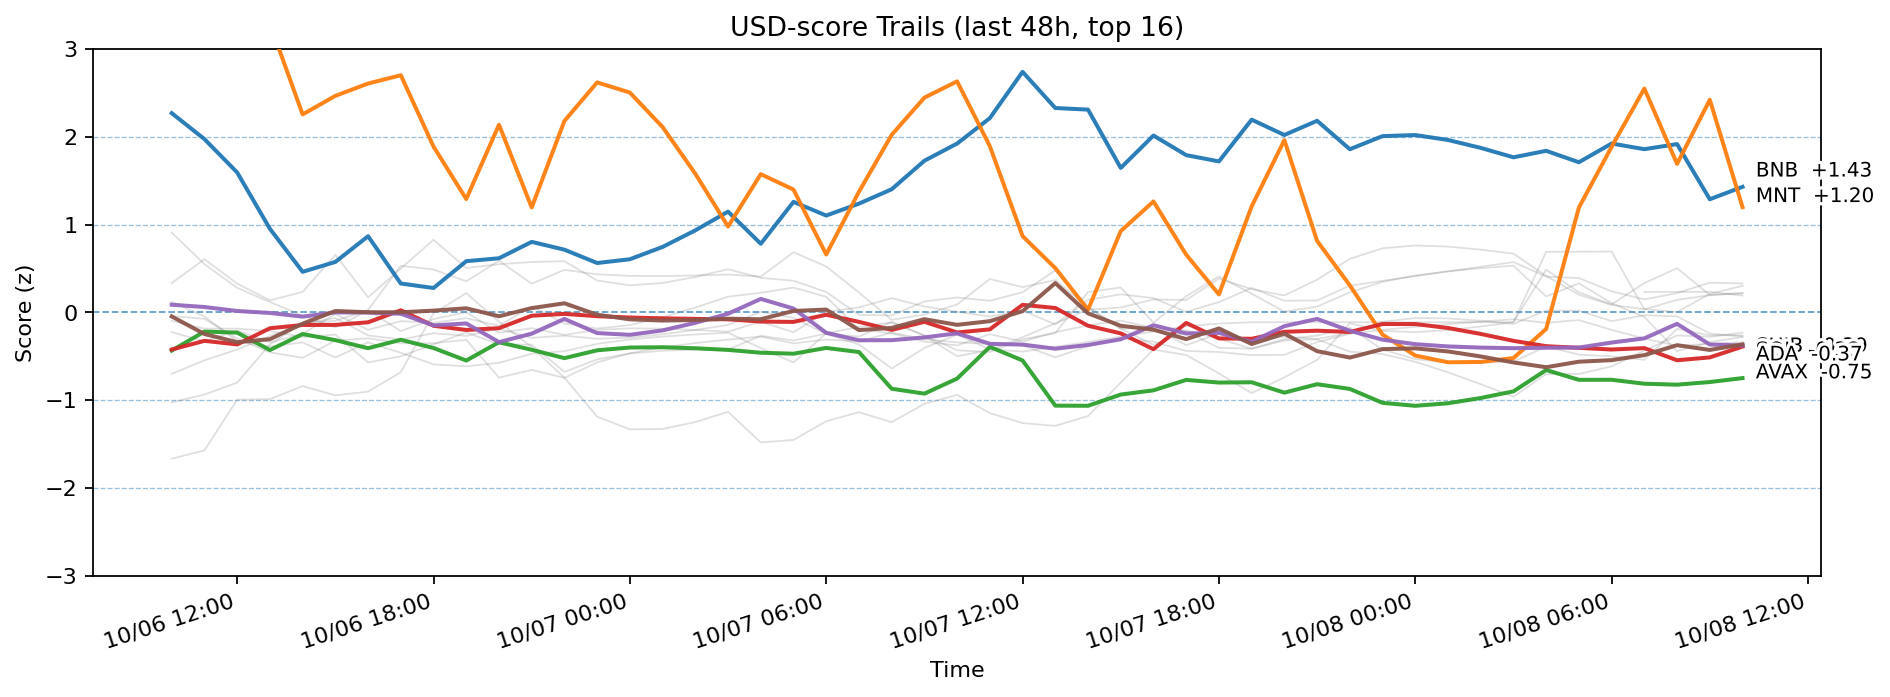 USD-score Trails (last 48h, top 16)
Score (z)
3
2
1
0
−1
−2
−3
BNB +1.43
MNT +1.20
ADA -0.37
AVAX -0.75
10/06 12:00
10/06 18:00
10/07 00:00
10/07 06:00
10/07 12:00
10/07 18:00
10/08 00:00
10/08 06:00
10/08 12:00
Time